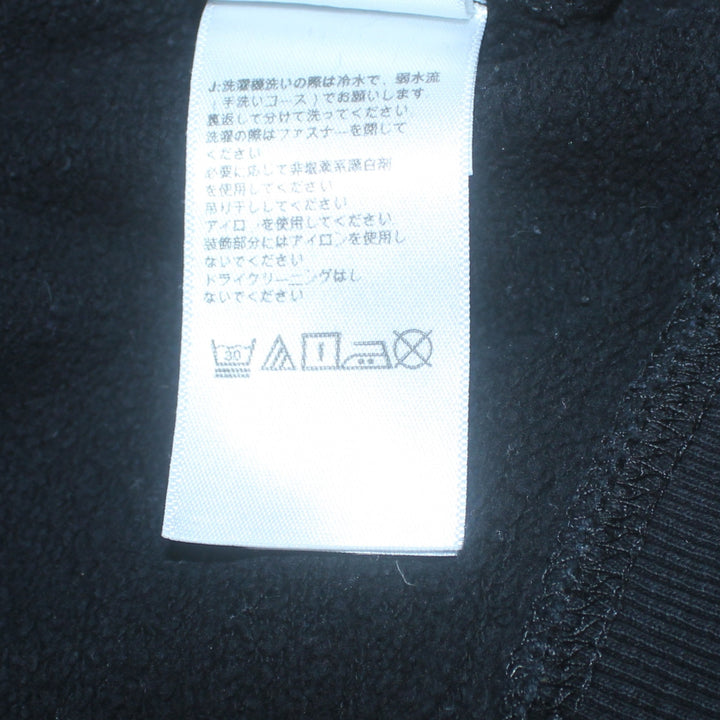 J:洗濯機洗いの際は冷水で、弱水流
(手洗いコース)でお願いします
裏返して分けて洗ってください
洗濯の際はファスナーを閉じて
ください
必要に応じて非塩素系漂白剤
を使用してください
吊り干ししてください
アイロンを使用してください
装飾部分にはアイロンを使用し
ないでください
ドライクリーニングはし
ないでください
30